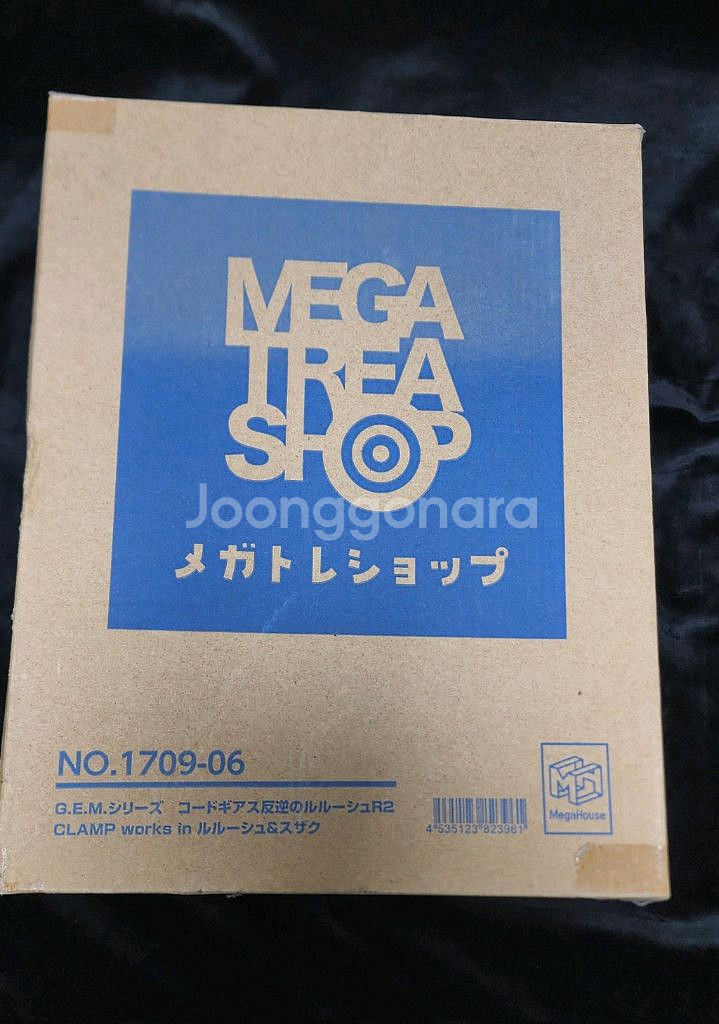 MEGA
TREA
SHOP
Joonggonara
メガトレショップ
NO.1709-06
G.E.M.シリーズ コードギアス反逆のルルーシュR2
CLAMP works in ルルーシュ&スザク
4 535123 823961
MegaHouse